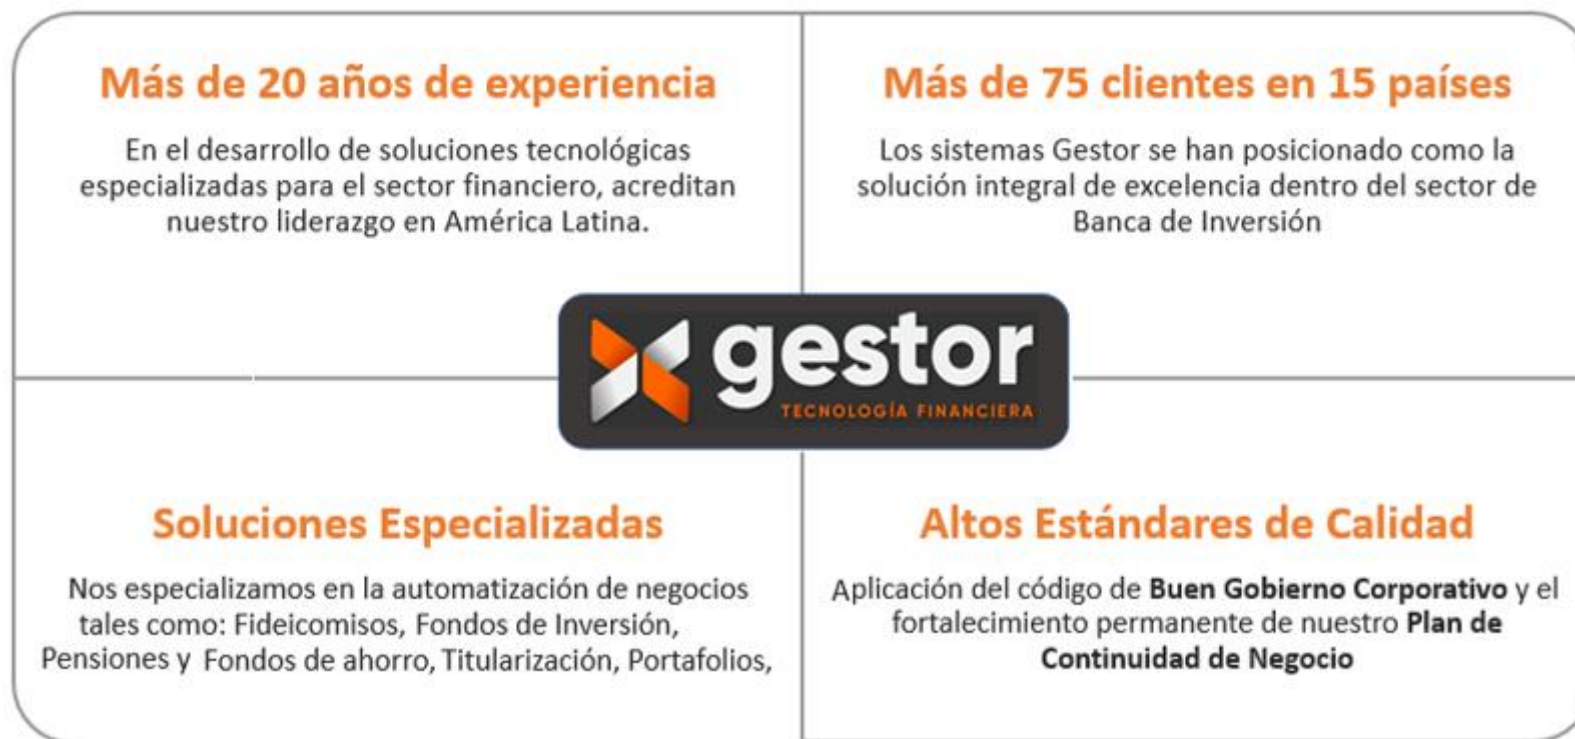 Más de 20 años de experiencia
En el desarrollo de soluciones tecnológicas
especializadas para el sector financiero, acreditan
nuestro liderazgo en América Latina.
Más de 75 clientes en 15 países
Los sistemas Gestor se han posicionado como la
solución integral de excelencia dentro del sector de
Banca de Inversión
gestor
TECNOLOGÍA FINANCIERA
Soluciones Especializadas
Nos especializamos en la automatización de negocios
tales como: Fideicomisos, Fondos de Inversión,
Pensiones y Fondos de ahorro, Titularización, Portafolios,
Altos Estándares de Calidad
Aplicación del código de Buen Gobierno Corporativo y el
fortalecimiento permanente de nuestro Plan de
Continuidad de Negocio